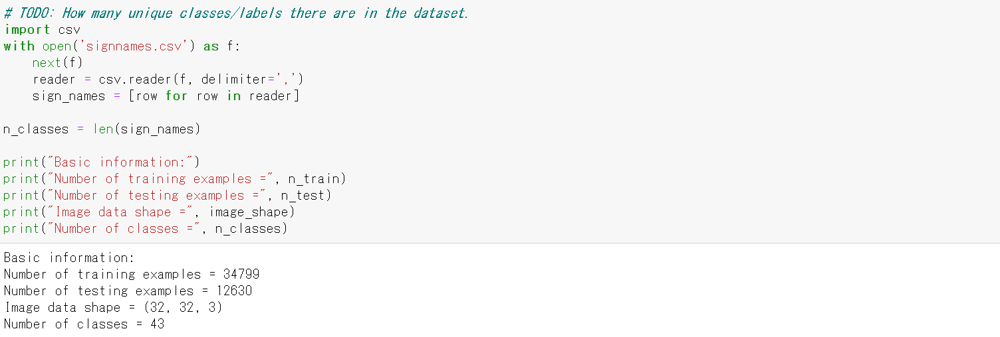 # TODO: How many unique classes/labels there are in the dataset.
import csv
with open('signnames.csv') as f:
    next(f)
    reader = csv.reader(f, delimiter=',')
    sign_names = [row for row in reader]
n_classes = len(sign_names)
print("Basic information:")
print("Number of training examples =", n_train)
print("Number of testing examples =", n_test)
print("Image data shape =", image_shape)
print("Number of classes =", n_classes)
Basic information:
Number of training examples = 34799
Number of testing examples = 12630
Image data shape = (32, 32, 3)
Number of classes = 43